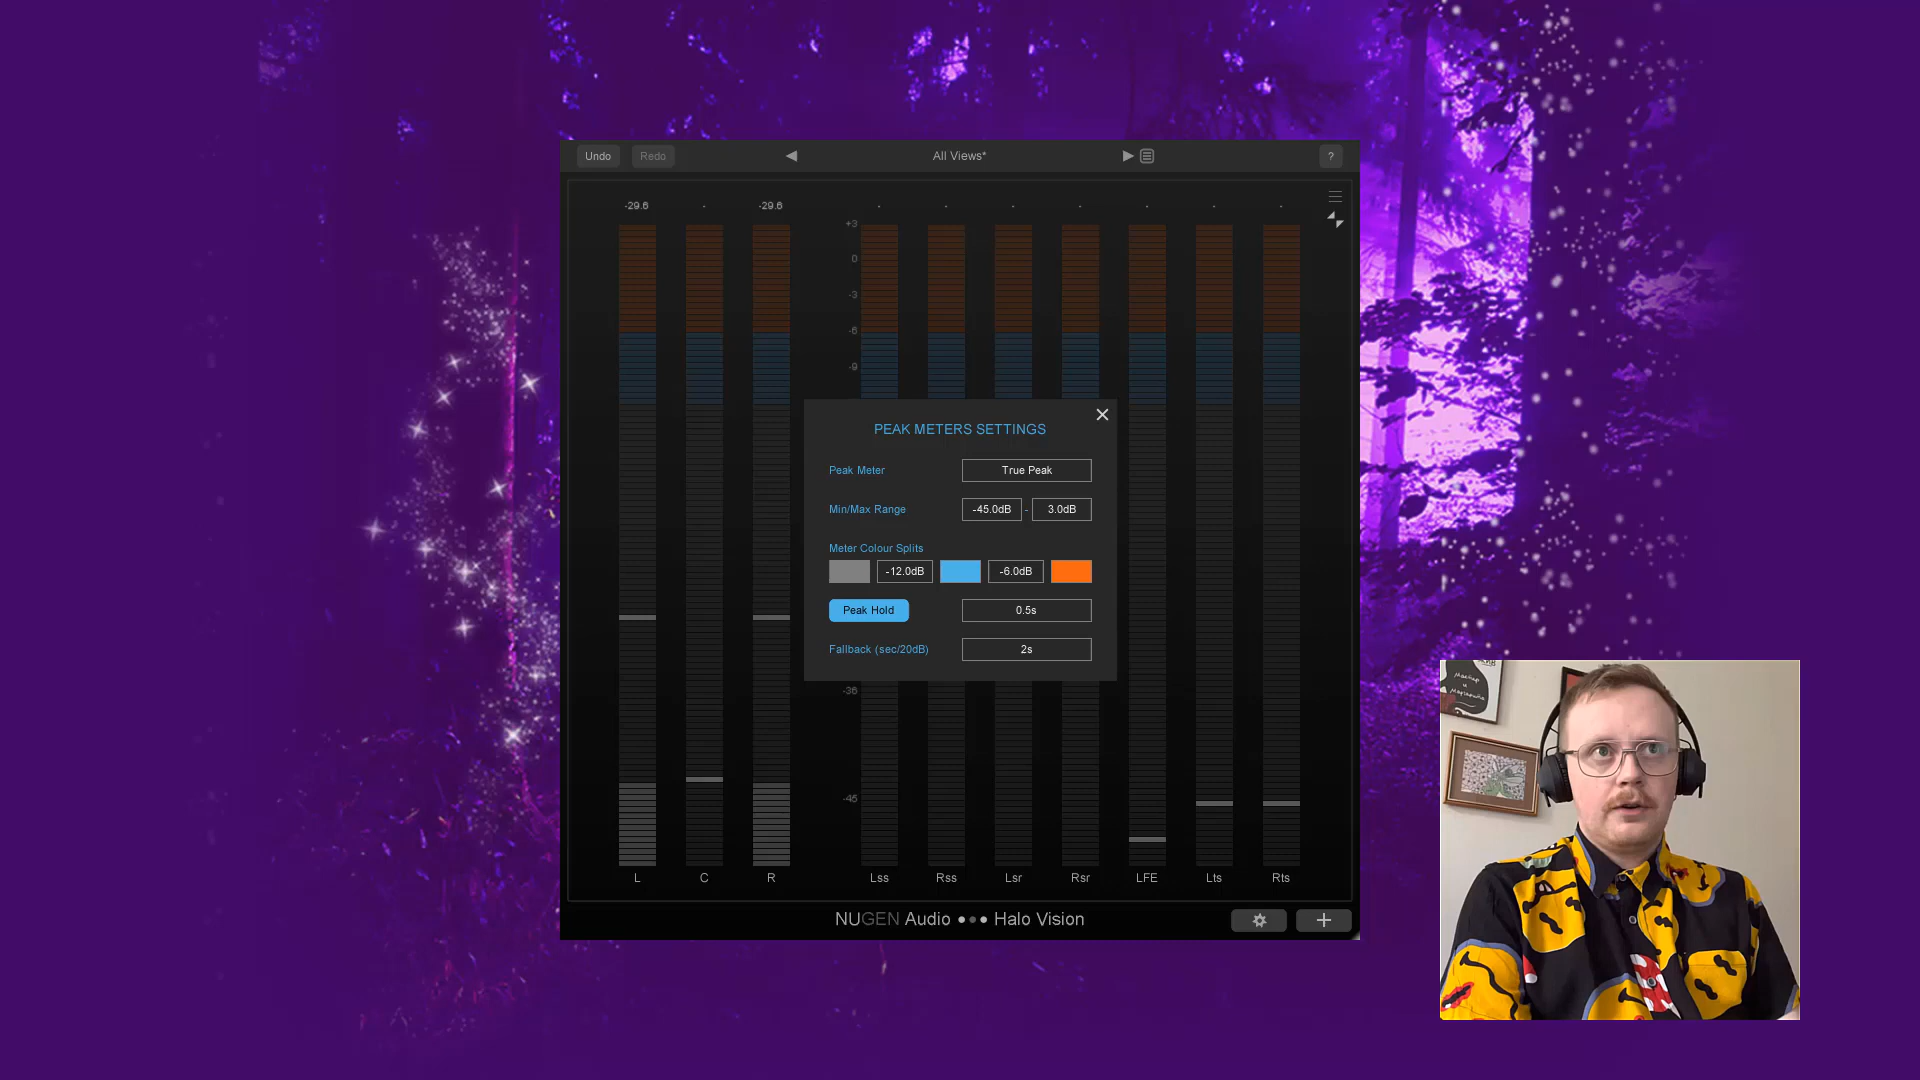 Undo
Redo
All Views*
?
-29.6
-
-29.6
-
-
-
-
-
-
-
+3
0
-3
-6
-9
PEAK METERS SETTINGS
Peak Meter
True Peak
Min/Max Range
-45.0dB
-
3.0dB
Meter Colour Splits
-12.0dB
-6.0dB
Peak Hold
0.5s
Fallback (sec/20dB)
2s
-36
-45
L
C
R
Lss
Rss
Lsr
Rsr
LFE
Lts
Rts
NUGEN Audio ••• Halo Vision
Мастер
и
Маргарита